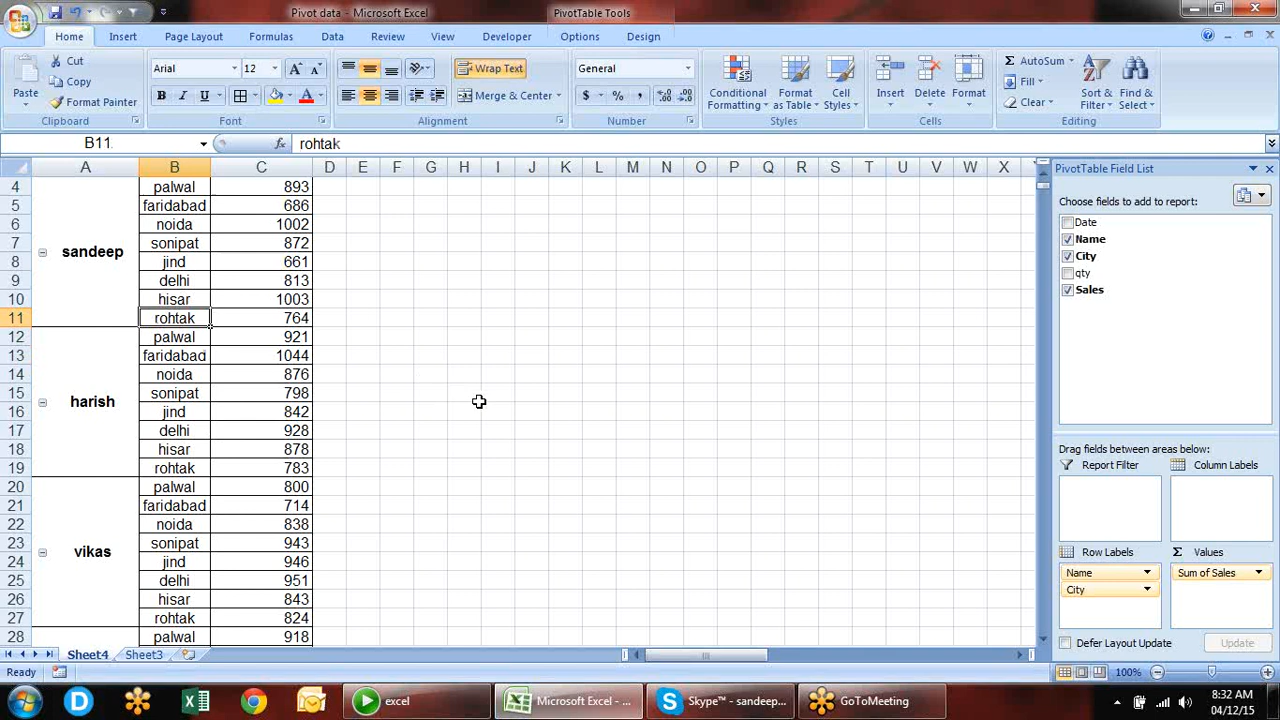 Pivot data - Microsoft Excel
PivotTable Tools
Home Insert Page Layout Formulas Data Review View Developer Options Design
Paste
Cut
Copy
Format Painter
Clipboard
Arial 12
B I U A
Font
Wrap Text
Merge & Center
Alignment
General
$ % ,
Number
Conditional Formatting
Format as Table
Cell Styles
Styles
Insert Delete Format
Cells
AutoSum
Fill
Clear
Sort & Filter
Find & Select
Editing
B11 fx rohtak
A B C D E F G H I J K L M N O P Q R S T U V W X
4 palwal 893
5 faridabad 686
6 noida 1002
7 sonipat 872
sandeep
8 jind 661
9 delhi 813
10 hisar 1003
11 rohtak 764
12 palwal 921
13 faridabad 1044
14 noida 876
15 sonipat 798
harish
16 jind 842
17 delhi 928
18 hisar 878
19 rohtak 783
20 palwal 800
21 faridabad 714
22 noida 838
23 sonipat 943
vikas
24 jind 946
25 delhi 951
26 hisar 843
27 rohtak 824
28 palwal 918
PivotTable Field List
Choose fields to add to report:
Date
Name
City
qty
Sales
Drag fields between areas below:
Report Filter Column Labels
Row Labels Σ Values
Name Sum of Sales
City
Defer Layout Update Update
Sheet4 Sheet3
Ready 100%
excel Microsoft Excel - ... Skype™ - sandeep... GoToMeeting
8:32 AM
04/12/15